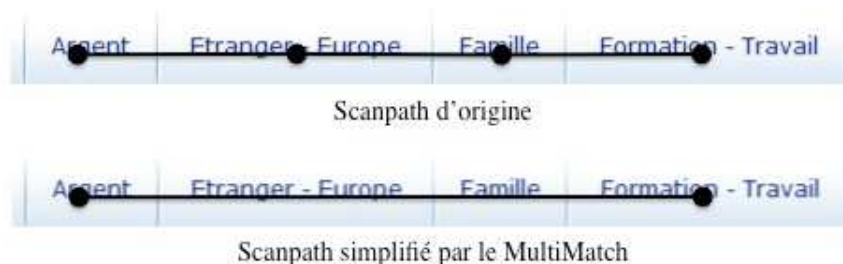 Argent Etranger - Europe Famille Formation - Travail
Scanpath d'origine
Argent Etranger - Europe Famille Formation - Travail
Scanpath simplifié par le MultiMatch